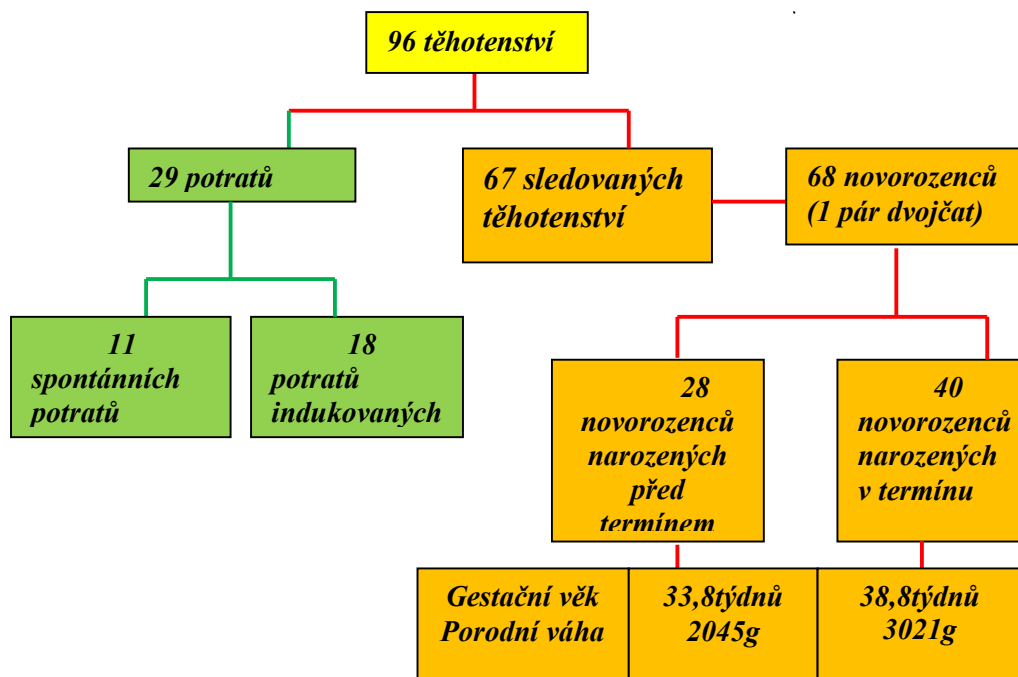 96 těhotenství
29 potratů
67 sledovaných
těhotenství
68 novorozenců
(1 pár dvojčat)
11
spontánních
potratů
18
potratů
indukovaných
28
novorozenců
narozených
před
termínem
40
novorozenců
narozených
v termínu
Gestační věk
Porodní váha
33,8týdnů
2045g
38,8týdnů
3021g